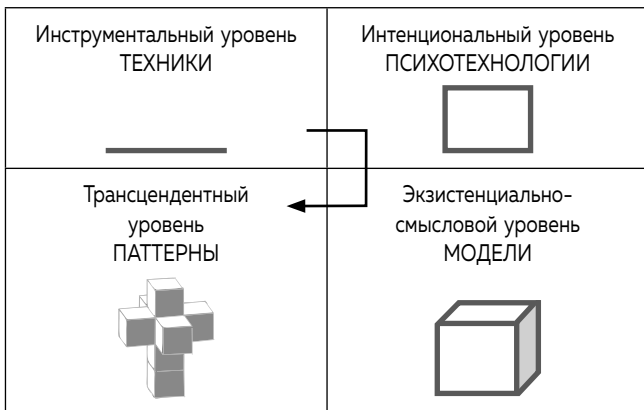 Инструментальный уровень
ТЕХНИКИ
Интенциональный уровень
ПСИХОТЕХНОЛОГИИ
Трансцендентный
уровень
ПАТТЕРНЫ
Экзистенциально-
смысловой уровень
МОДЕЛИ